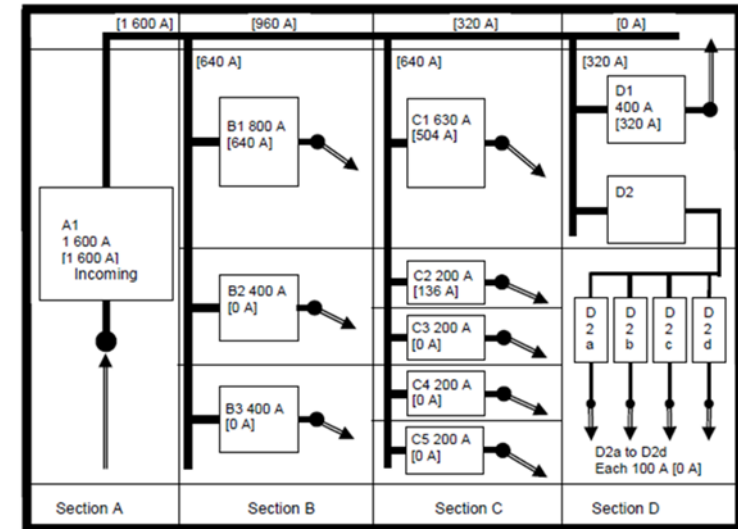 [1 600 A]
[960 A]
[320 A]
[0 A]
[640 A]
[640 A]
[320 A]
A1
1 600 A
[1 600 A]
Incoming
B1 800 A
[640 A]
B2 400 A
[0 A]
B3 400 A
[0 A]
C1 630 A
[504 A]
C2 200 A
[136 A]
C3 200 A
[0 A]
C4 200 A
[0 A]
C5 200 A
[0 A]
D1
400 A
[320 A]
D2
D
2
a
D
2
b
D
2
c
D
2
d
D2a to D2d
Each 100 A [0 A]
Section A
Section B
Section C
Section D